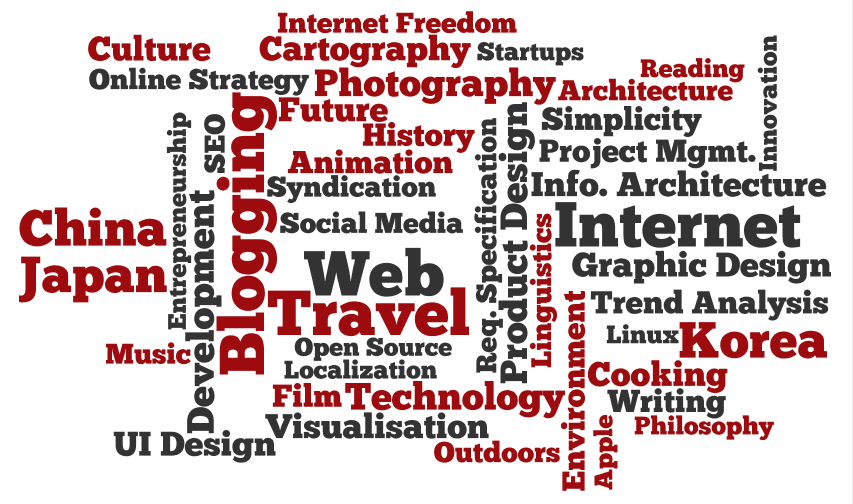 Internet Freedom
Culture
Cartography
Startups
Online Strategy
Photography
Reading
Architecture
Innovation
Future
Simplicity
History
Project Mgmt.
Entrepreneurship
SEO
Blogging
Animation
Syndication
Req. Specification
Product Design
Info. Architecture
China
Development
Social Media
Linguistics
Internet
Japan
Web
Graphic Design
Travel
Trend Analysis
Music
Open Source
Linux
Korea
Localization
Environment
Cooking
Film
Technology
Writing
UI Design
Visualisation
Apple
Philosophy
Outdoors